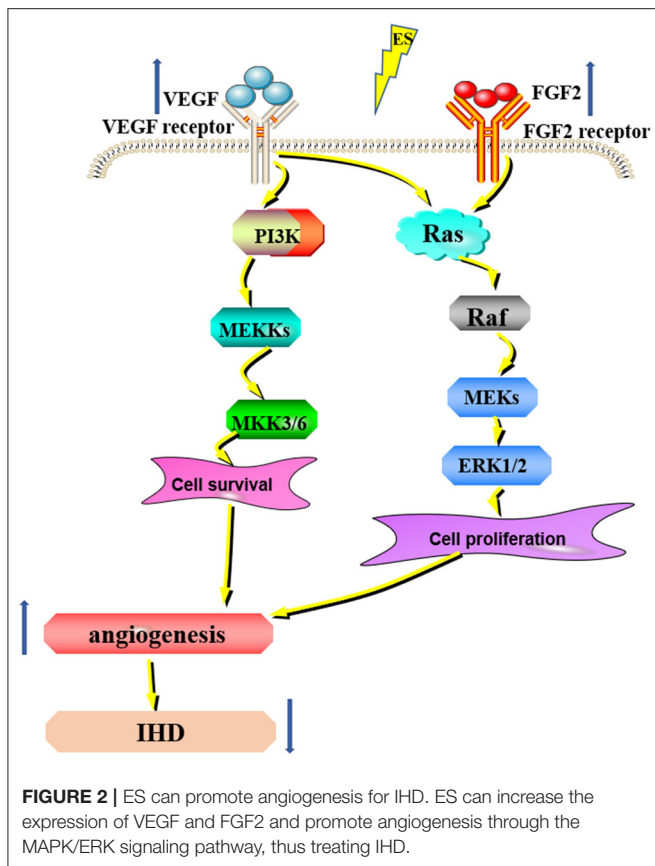 ES
VEGF
VEGF receptor
FGF2
FGF2 receptor
PI3K
Ras
MEKKs
Raf
MKK3/6
MEKs
Cell survival
ERK1/2
Cell proliferation
angiogenesis
IHD
FIGURE 2 | ES can promote angiogenesis for IHD. ES can increase the
expression of VEGF and FGF2 and promote angiogenesis through the
MAPK/ERK signaling pathway, thus treating IHD.